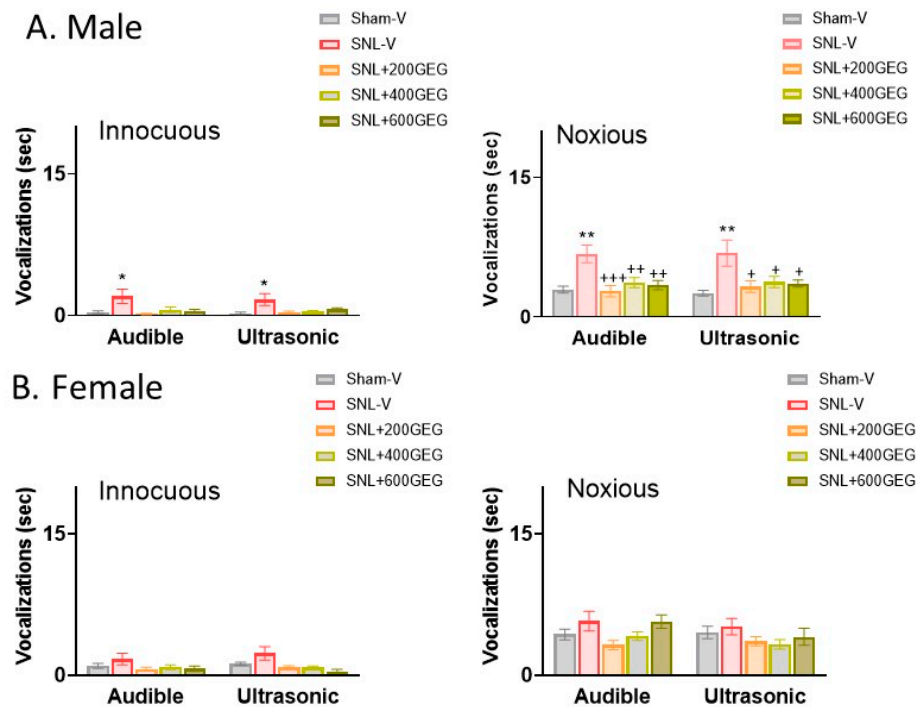 A. Male
Sham-V
SNL-V
SNL+200GEG
SNL+400GEG
SNL+600GEG
Innocuous
Vocalizations (sec)
15
0
*
*
Audible
Ultrasonic
Sham-V
SNL-V
SNL+200GEG
SNL+400GEG
SNL+600GEG
Noxious
Vocalizations (sec)
15
0
**
+++
++
++
**
+
+
+
Audible
Ultrasonic
B. Female
Sham-V
SNL-V
SNL+200GEG
SNL+400GEG
SNL+600GEG
Innocuous
Vocalizations (sec)
15
0
Audible
Ultrasonic
Sham-V
SNL-V
SNL+200GEG
SNL+400GEG
SNL+600GEG
Noxious
Vocalizations (sec)
15
0
Audible
Ultrasonic